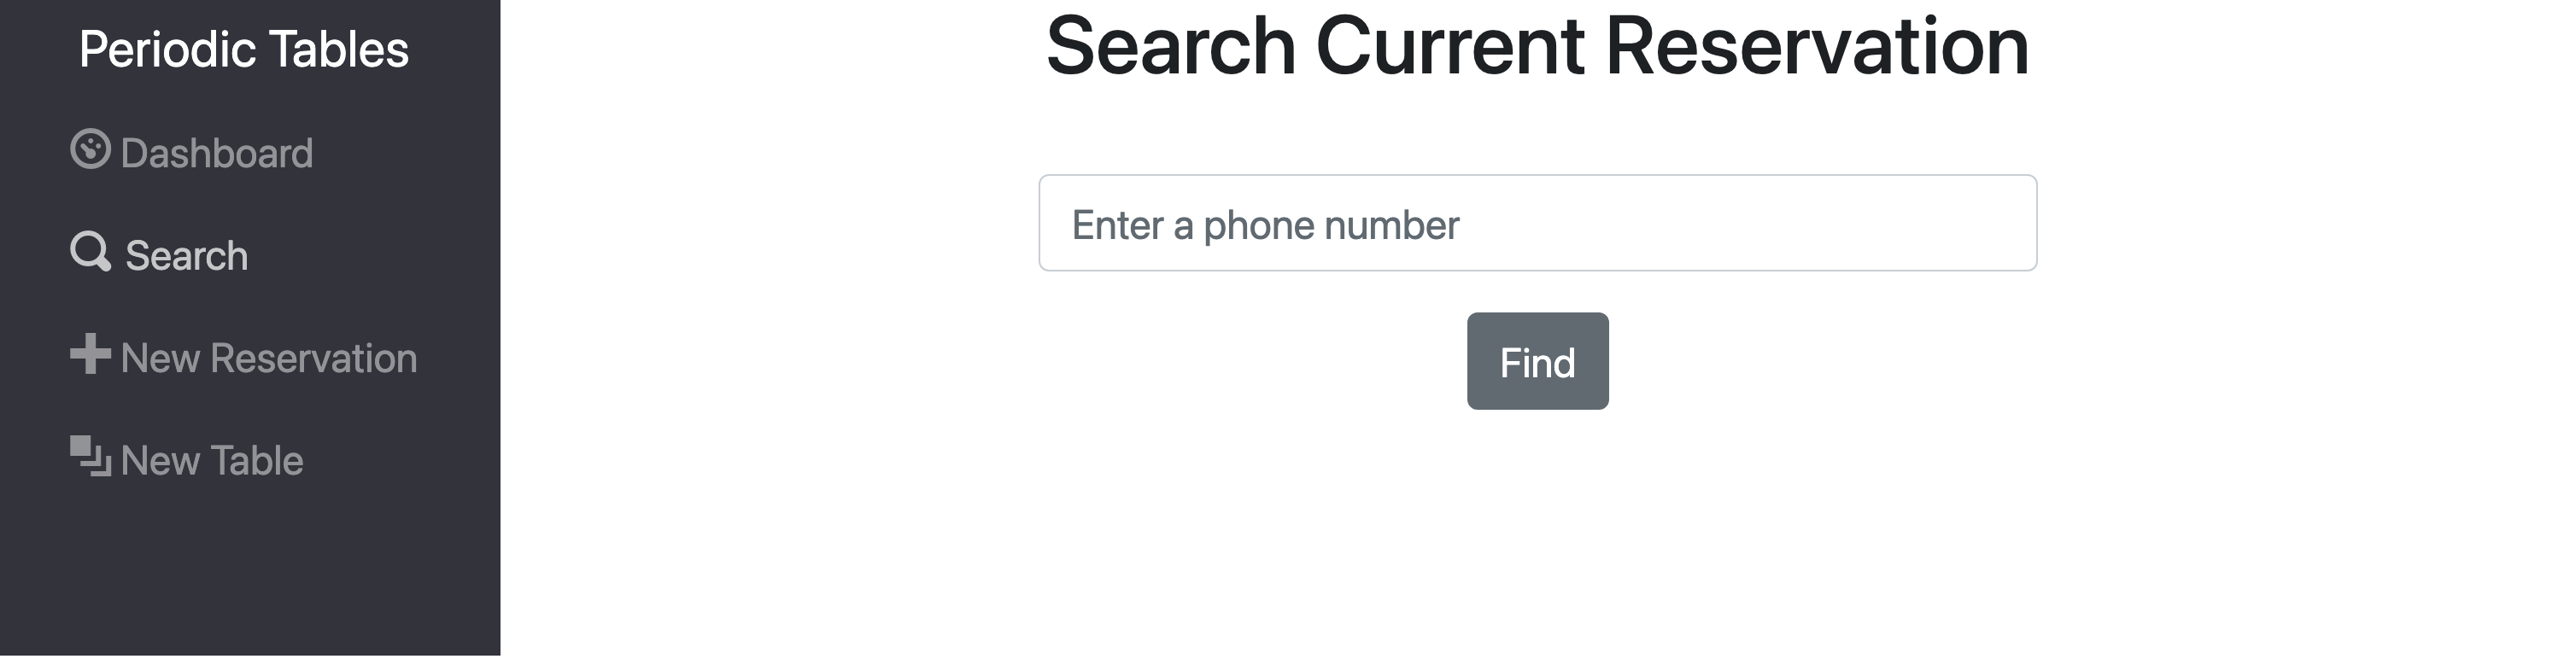 Periodic Tables
Dashboard
Search
New Reservation
New Table
Search Current Reservation
Enter a phone number
Find